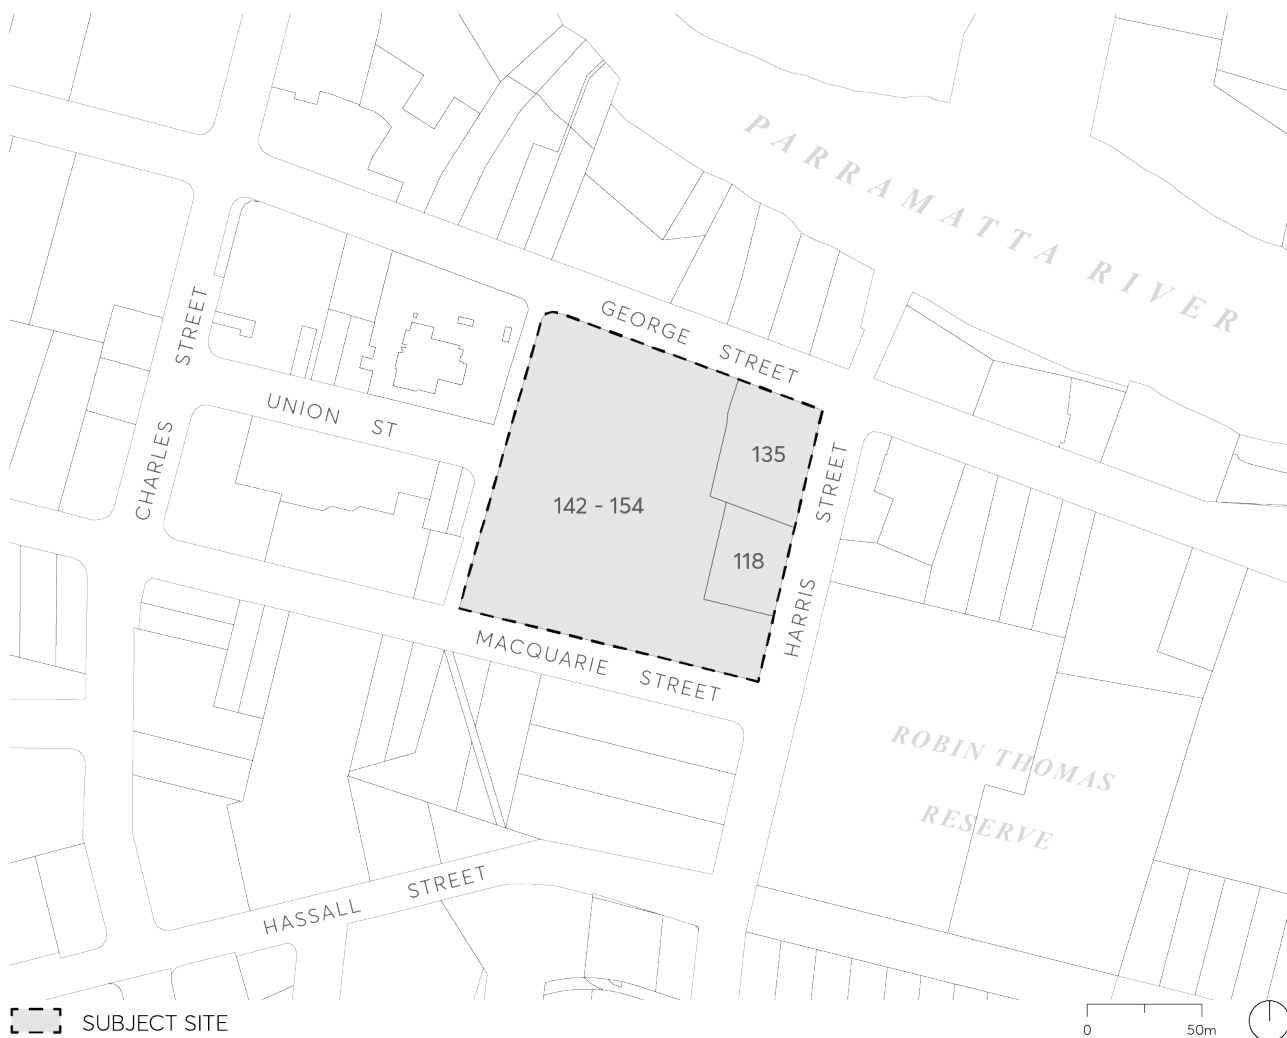 PARRAMATTA RIVER
GEORGE STREET
CHARLES STREET
UNION ST
135
142 - 154
118
HARRIS STREET
MACQUARIE STREET
ROBIN THOMAS
RESERVE
HASSALL STREET
SUBJECT SITE
0 50m